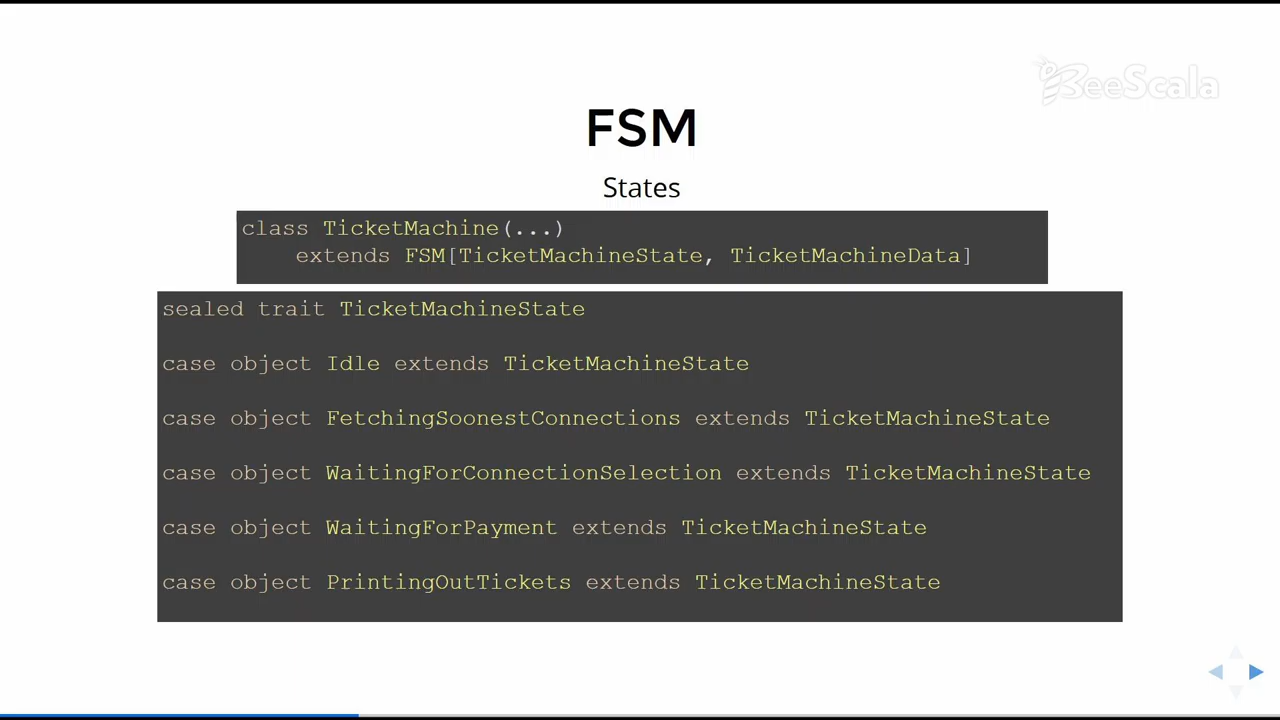 BeeScala
FSM
States
class TicketMachine(...)
extends FSM[TicketMachineState, TicketMachineData]
sealed trait TicketMachineState
case object Idle extends TicketMachineState
case object FetchingSoonestConnections extends TicketMachineState
case object WaitingForConnectionSelection extends TicketMachineState
case object WaitingForPayment extends TicketMachineState
case object PrintingOutTickets extends TicketMachineState